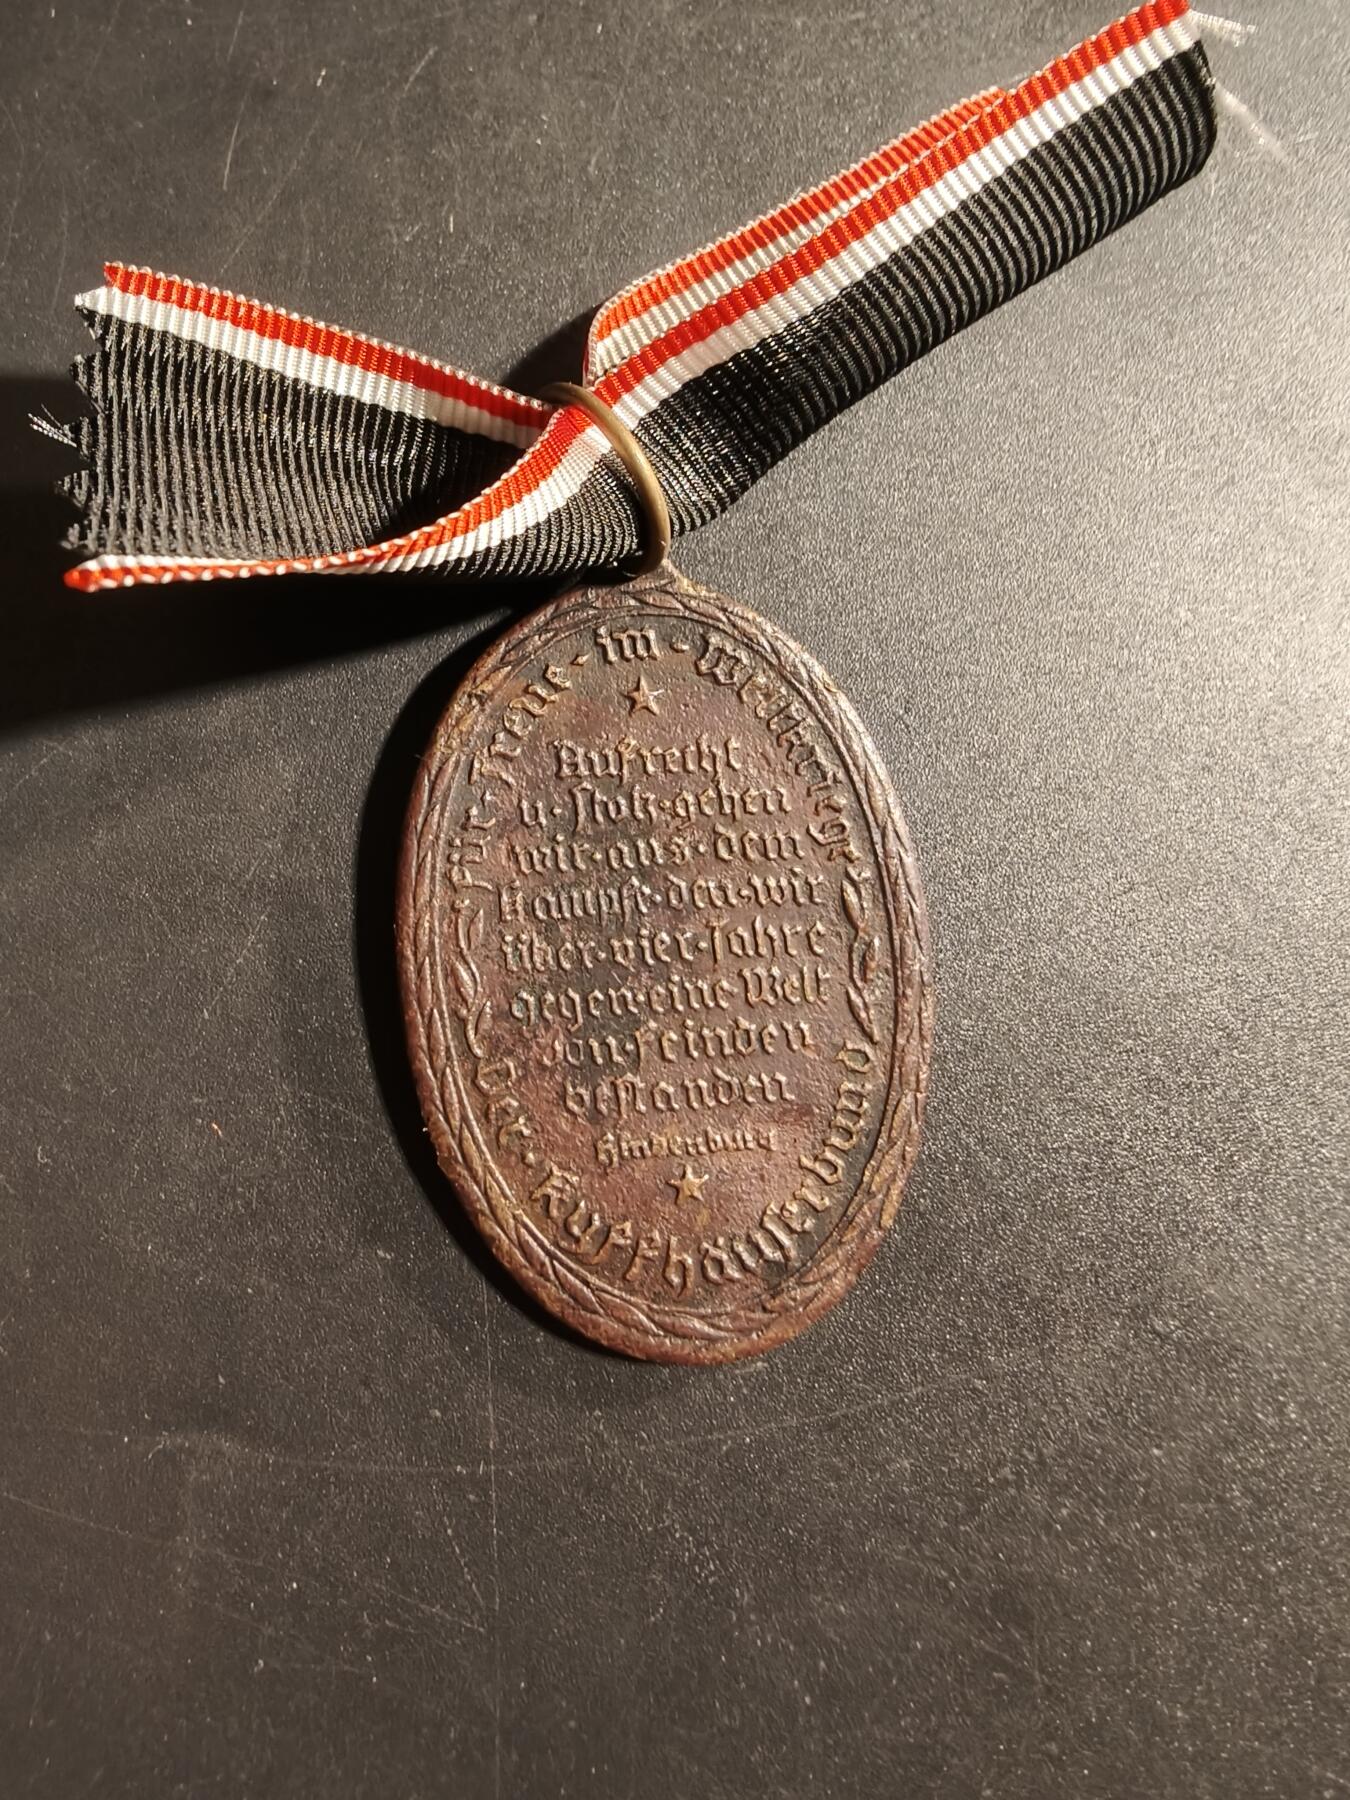 Für · Treue · im · Weltkriege
Aufrecht
u · stolz · gehen
wir · aus · dem
Kampfe · den · wir
über · vier · Jahre
gegen · eine Welt
von · Feinden
bestanden
Hindenburg
Der · Kyffhäuserbund